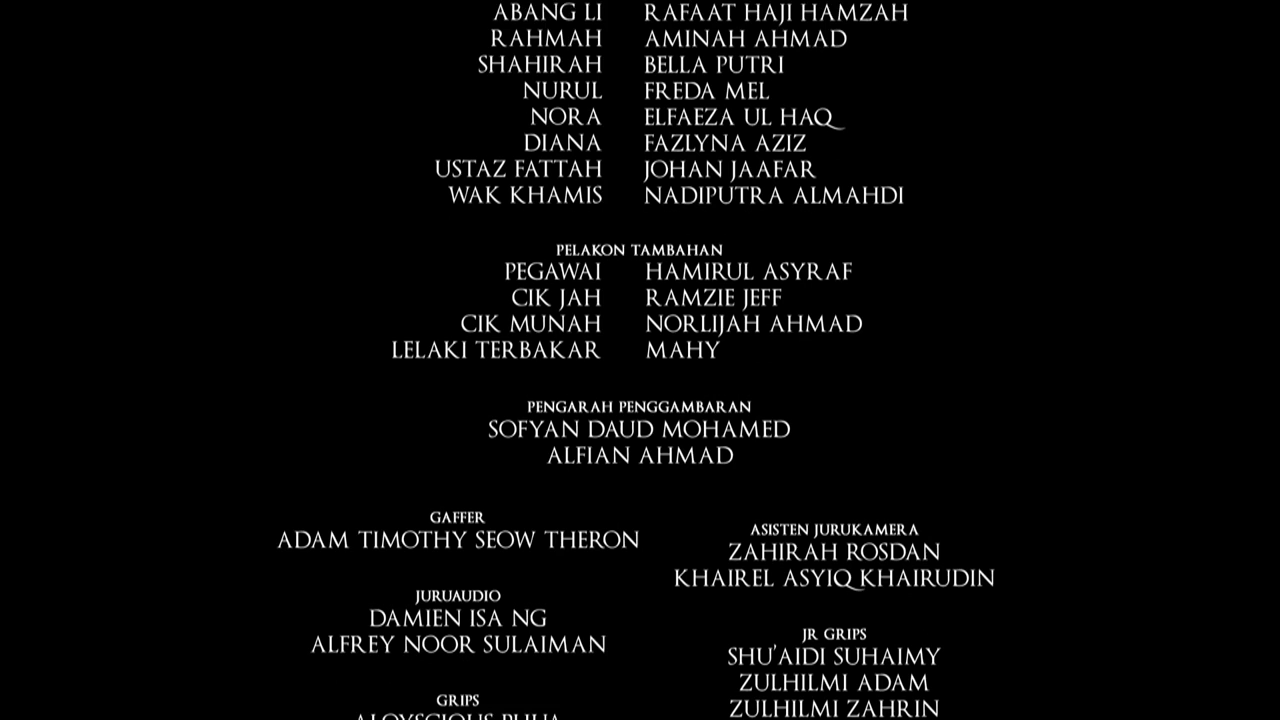 ABANG LI RAFAAT HAJI HAMZAH
RAHMAH AMINAH AHMAD
SHAHIRAH BELLA PUTRI
NURUL FREDA MEL
NORA ELFAEZA UL HAQ
DIANA FAZLYNA AZIZ
USTAZ FATTAH JOHAN JAAFAR
WAK KHAMIS NADIPUTRA ALMAHDI
PELAKON TAMBAHAN
PEGAWAI HAMIRUL ASYRAF
CIK JAH RAMZIE JEFF
CIK MUNAH NORLIJAH AHMAD
LELAKI TERBAKAR MAHY
PENGARAH PENGGAMBARAN
SOFYAN DAUD MOHAMED
ALFIAN AHMAD
GAFFER
ADAM TIMOTHY SEOW THERON
JURUAUDIO
DAMIEN ISA NG
ALFREY NOOR SULAIMAN
GRIPS
ASISTEN JURUKAMERA
ZAHIRAH ROSDAN
KHAIREL ASYIQ KHAIRUDIN
JR GRIPS
SHU'AIDI SUHAIMY
ZULHILMI ADAM
ZULHILMI ZAHRIN